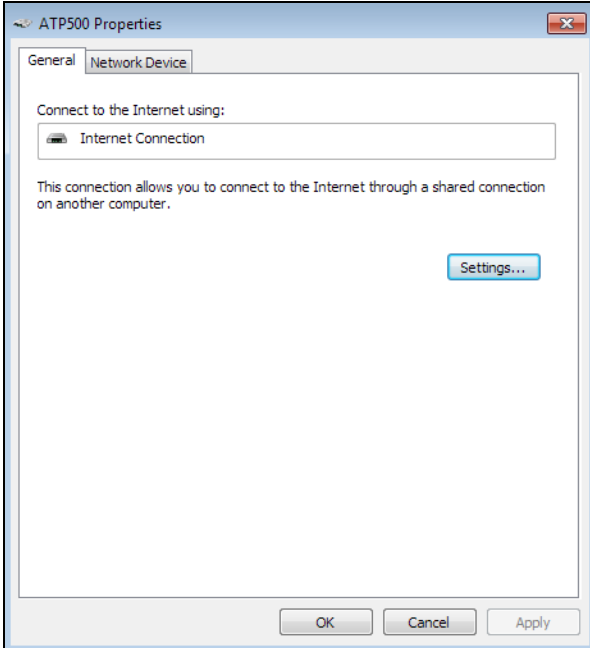 ATP500 Properties
General
Network Device
Connect to the Internet using:
Internet Connection
This connection allows you to connect to the Internet through a shared connection
on another computer.
Settings...
OK
Cancel
Apply